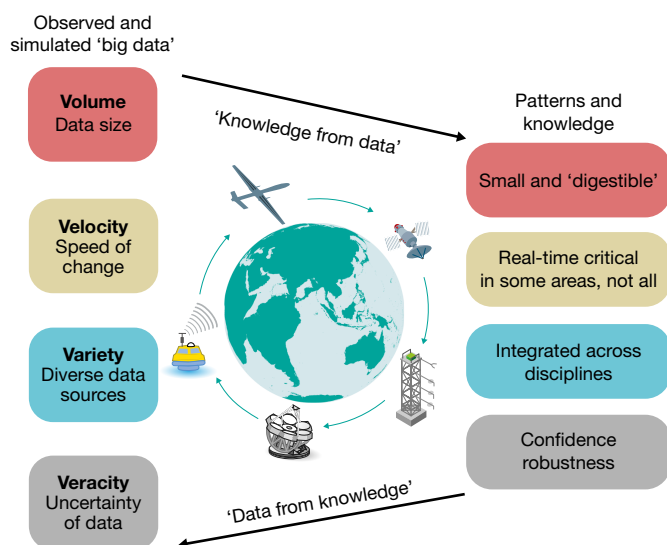 Observed and
simulated ‘big data’
Volume
Data size
Velocity
Speed of
change
Variety
Diverse data
sources
Veracity
Uncertainty
of data
‘Knowledge from data’
‘Data from knowledge’
Patterns and
knowledge
Small and ‘digestible’
Real-time critical
in some areas, not all
Integrated across
disciplines
Confidence
robustness